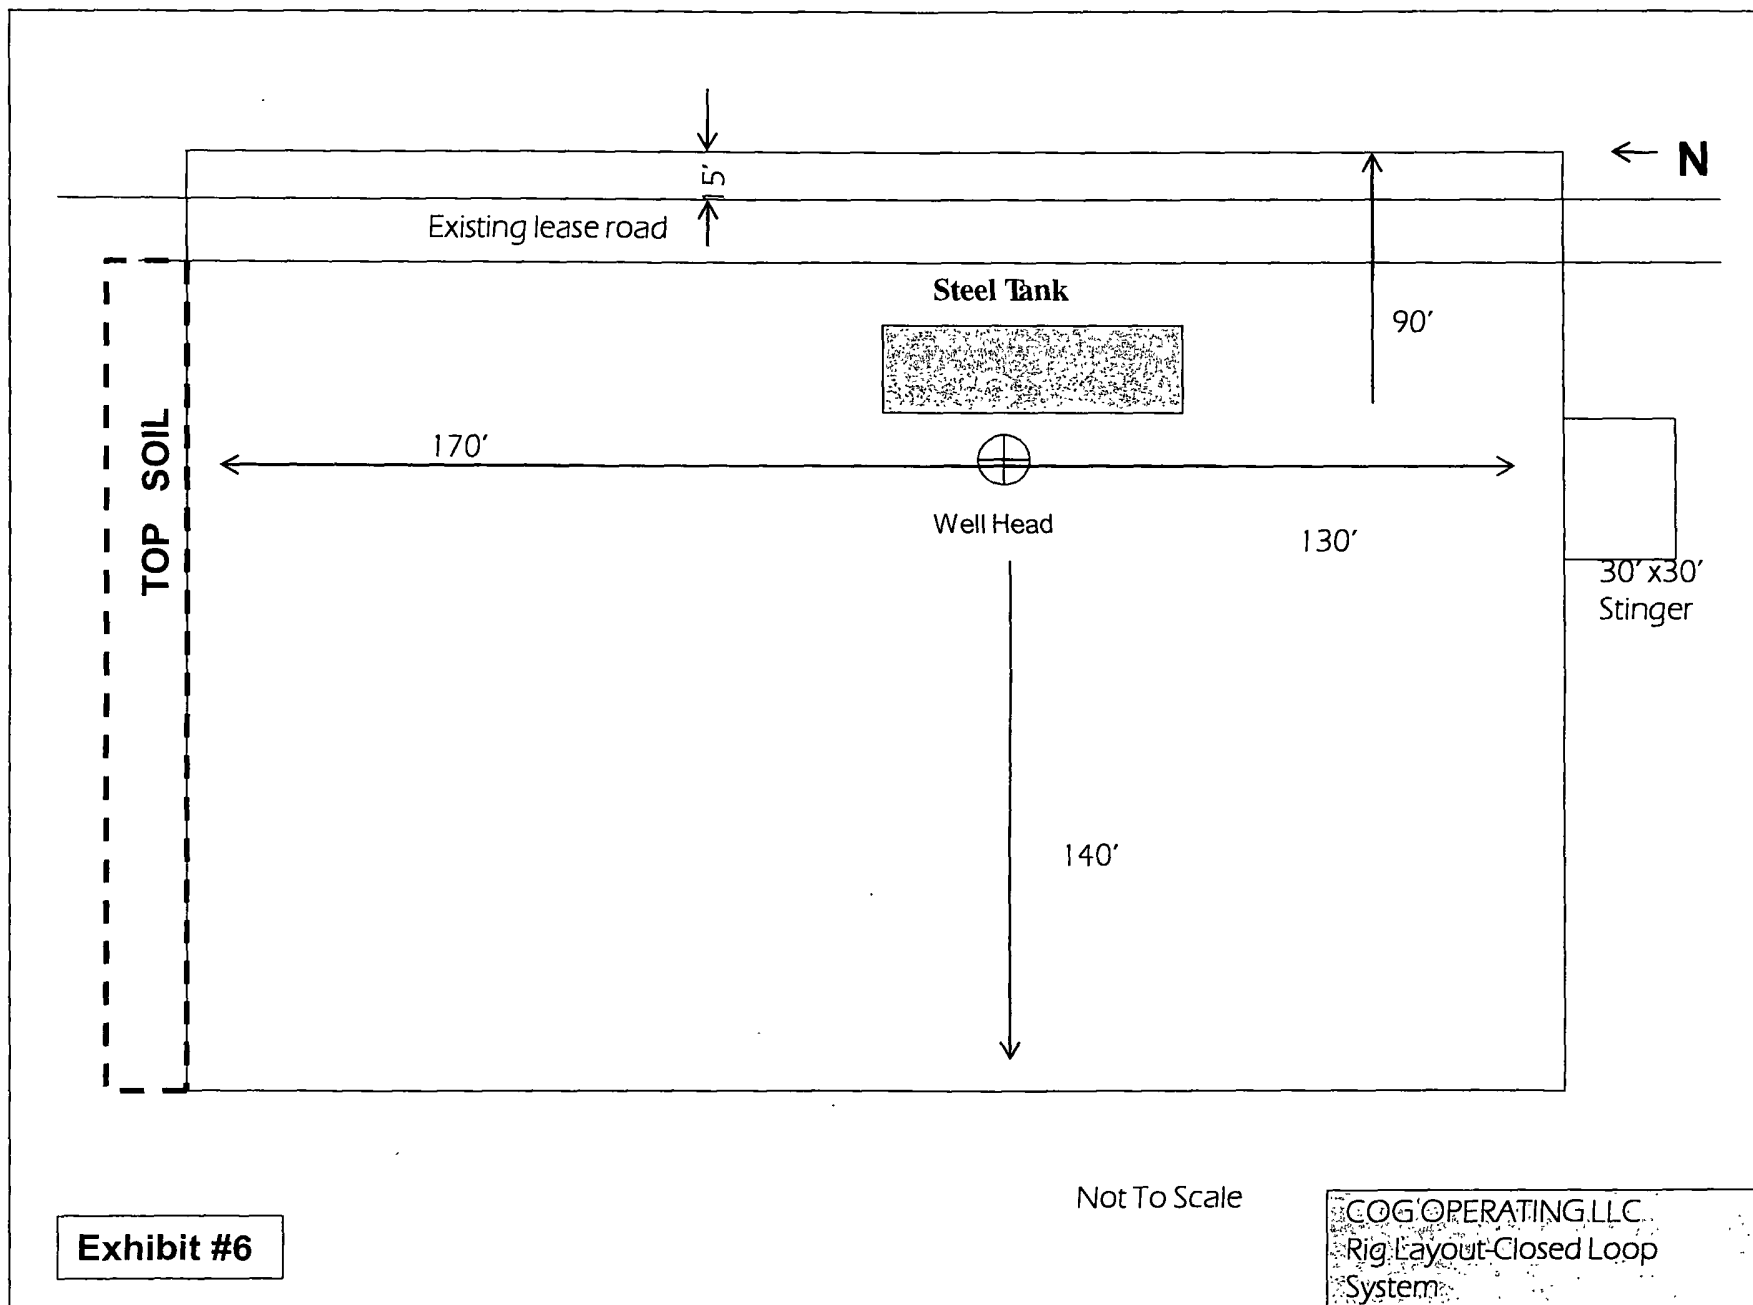 N
15'
Existing lease road
Steel Tank
90'
TOP SOIL
170'
Well Head
130'
30' x30'
Stinger
140'
Not To Scale
Exhibit #6
COG OPERATING LLC
Rig Layout-Closed Loop
System